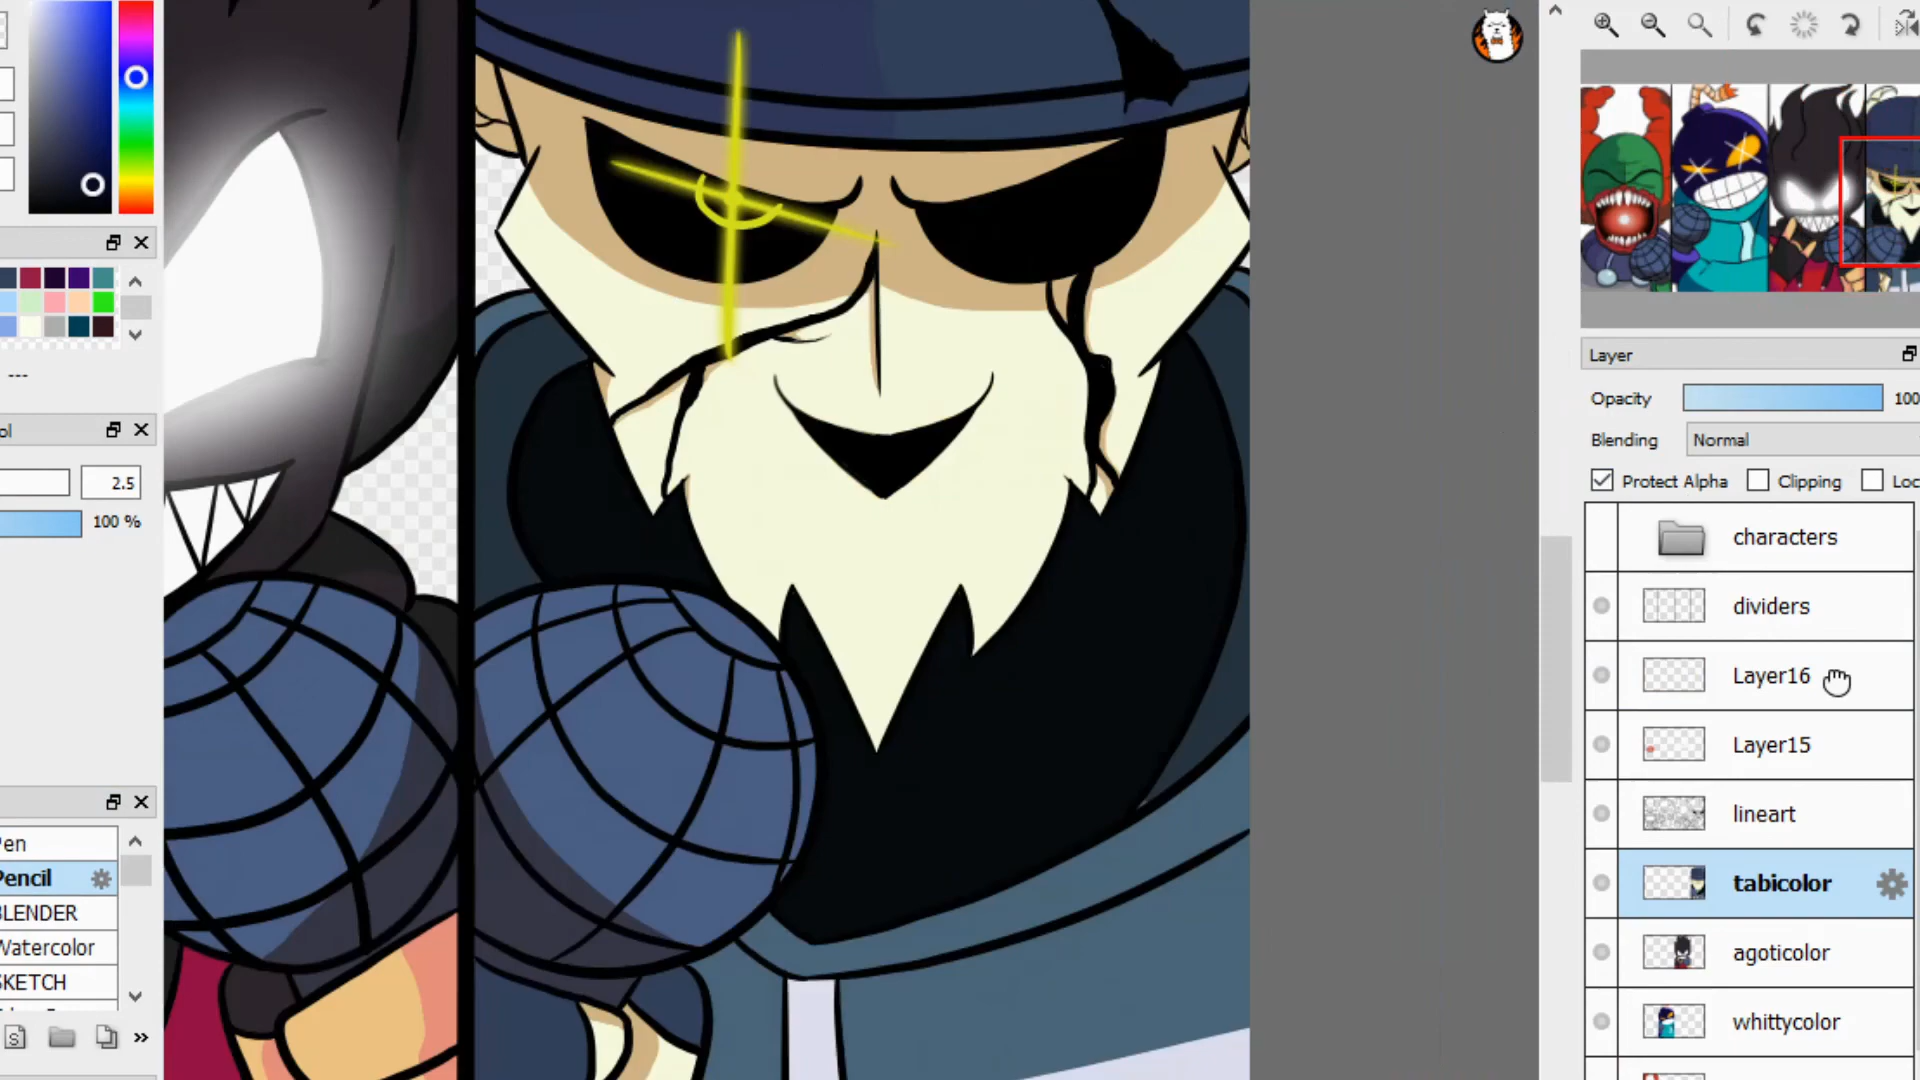 ---
ol
2.5
100 %
Pen
Pencil
BLENDER
Watercolor
SKETCH
S
»
Layer
Opacity
100
Blending
Normal
Protect Alpha
Clipping
Loc
characters
dividers
Layer16
Layer15
lineart
tabicolor
agoticolor
whittycolor